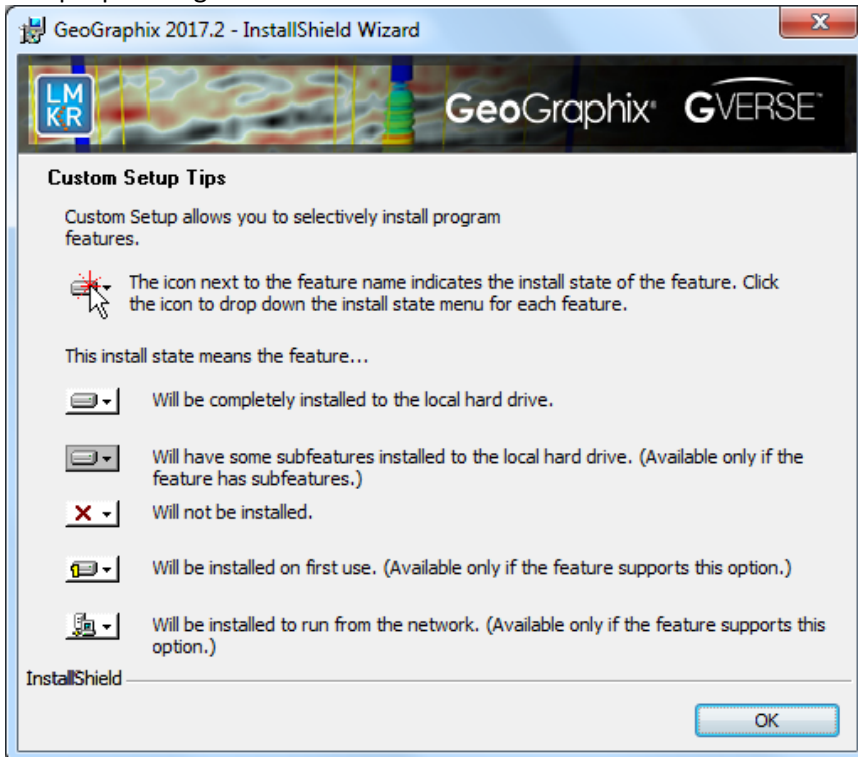 GeoGraphix 2017.2 - InstallShield Wizard
LM
KR
GeoGraphix® GVERSE™
Custom Setup Tips
Custom Setup allows you to selectively install program
features.
The icon next to the feature name indicates the install state of the feature. Click
the icon to drop down the install state menu for each feature.
This install state means the feature...
Will be completely installed to the local hard drive.
Will have some subfeatures installed to the local hard drive. (Available only if the
feature has subfeatures.)
Will not be installed.
Will be installed on first use. (Available only if the feature supports this option.)
Will be installed to run from the network. (Available only if the feature supports this
option.)
InstallShield
OK